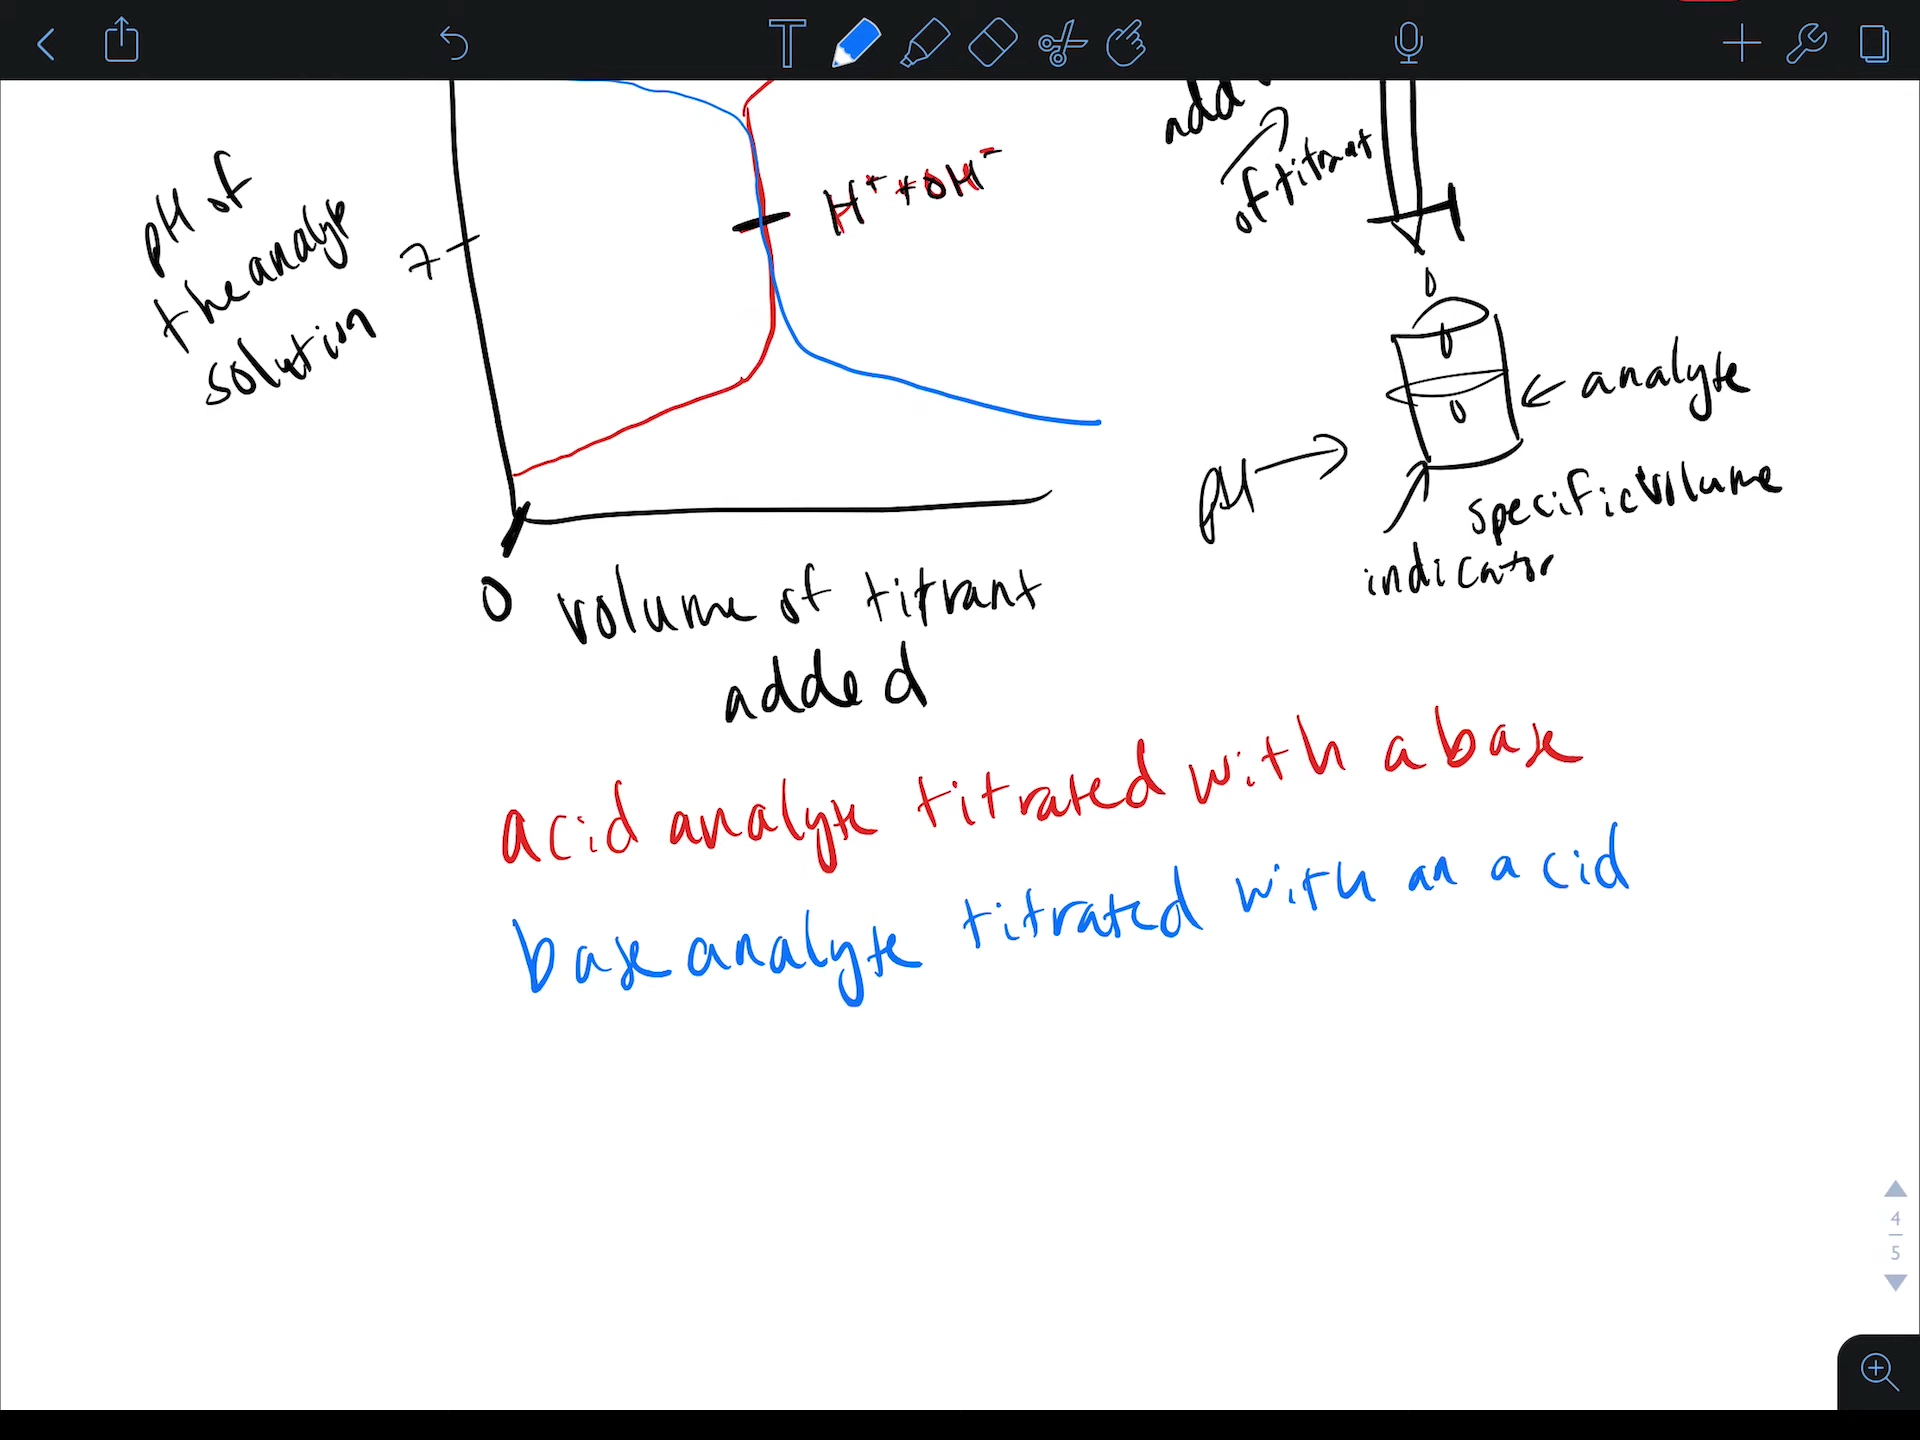 of titrant
H⁺ + OH⁻
pH of
the analyte
solution
7
analyte
pH
specific volume
indicator
0
volume of titrant
added
acid analyte titrated with a base
base analyte titrated with an acid
4
5